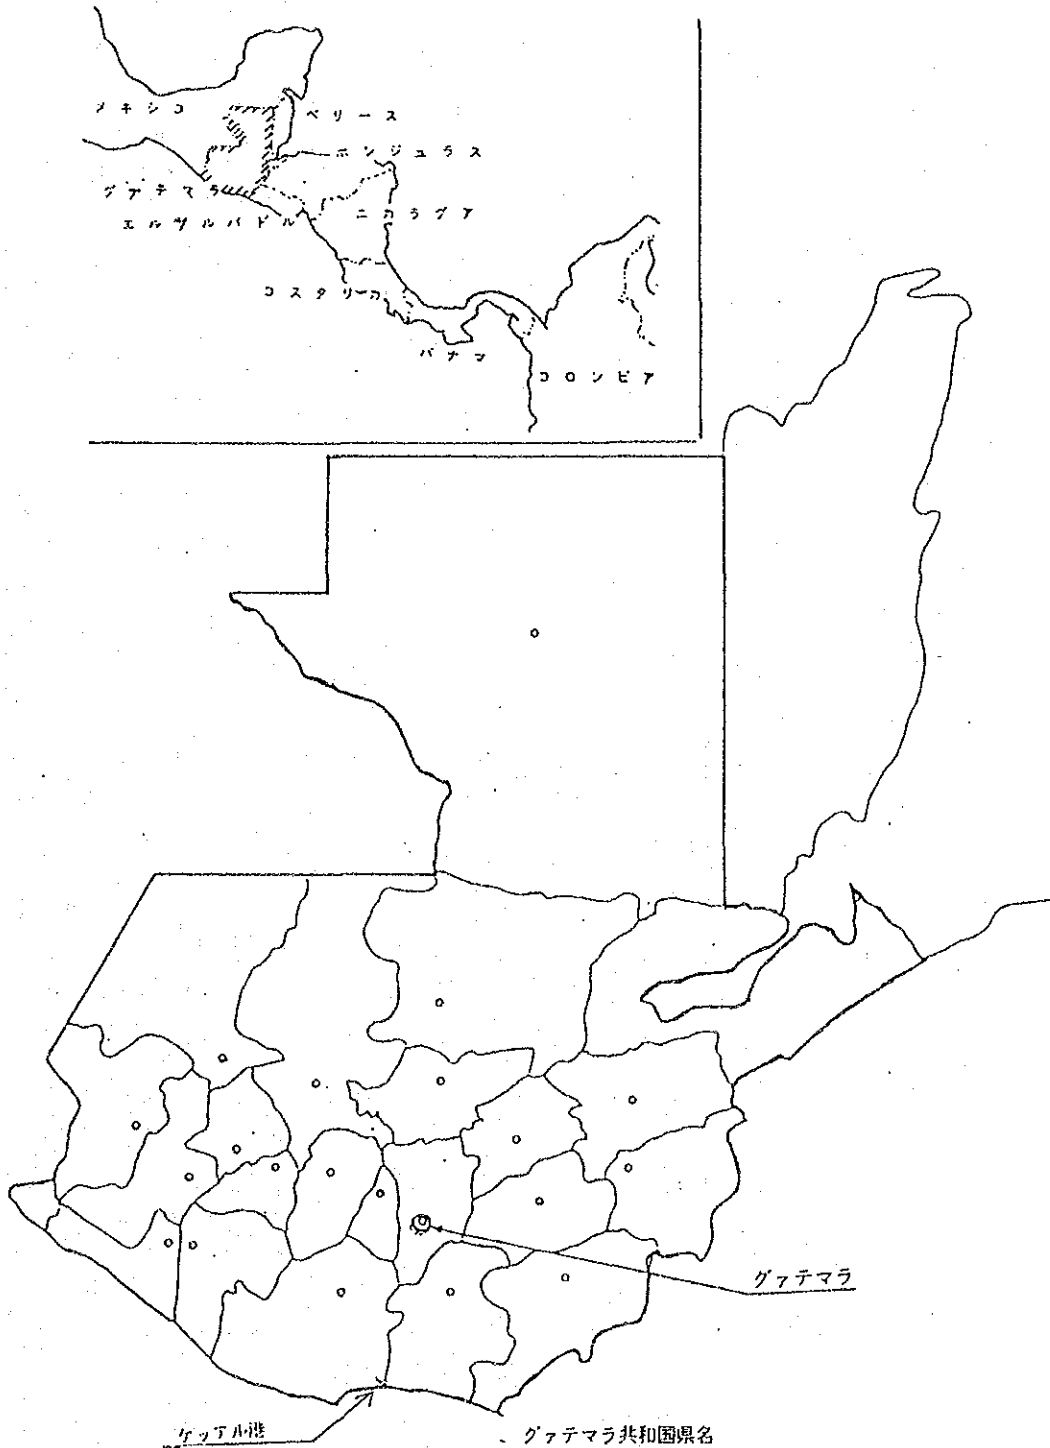 メキシコ
ベリース
ホンジュラス
グアテマラ
エルサルバドル
ニカラグア
コスタリカ
パナマ
コロンビア
グァテマラ
ケッアル港
グァテマラ共和国県名